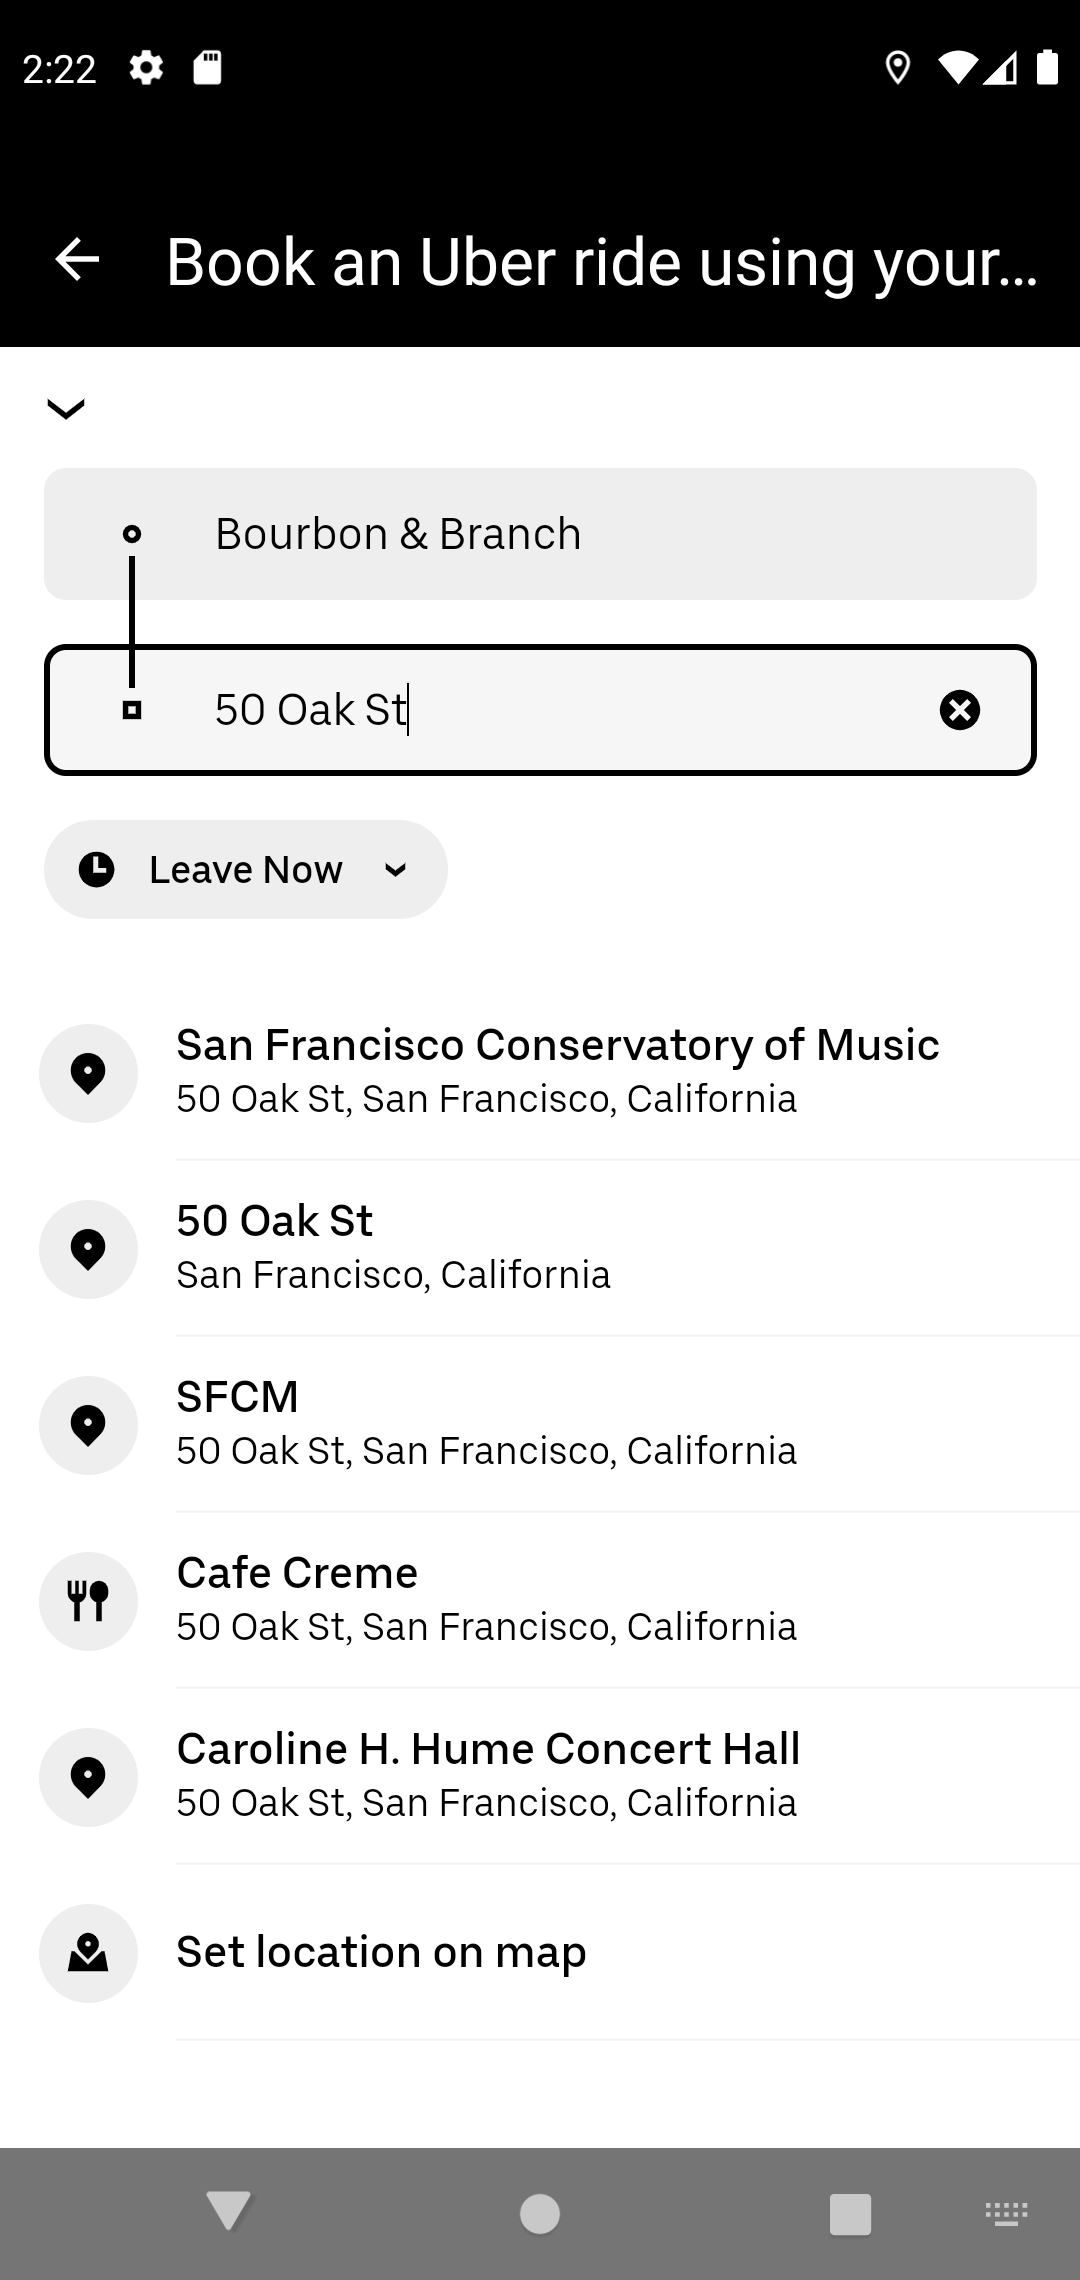 2:22
Book an Uber ride using your...
Bourbon & Branch
50 Oak St
Leave Now
San Francisco Conservatory of Music
50 Oak St, San Francisco, California
50 Oak St
San Francisco, California
SFCM
50 Oak St, San Francisco, California
Cafe Creme
50 Oak St, San Francisco, California
Caroline H. Hume Concert Hall
50 Oak St, San Francisco, California
Set location on map